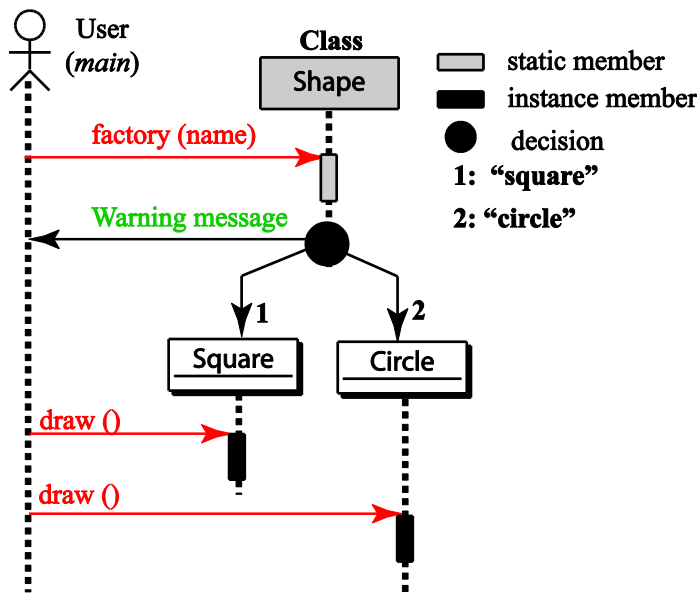 User
(main)
Class
Shape
static member
instance member
decision
1: “square”
2: “circle”
factory (name)
Warning message
1
2
Square
Circle
draw ()
draw ()